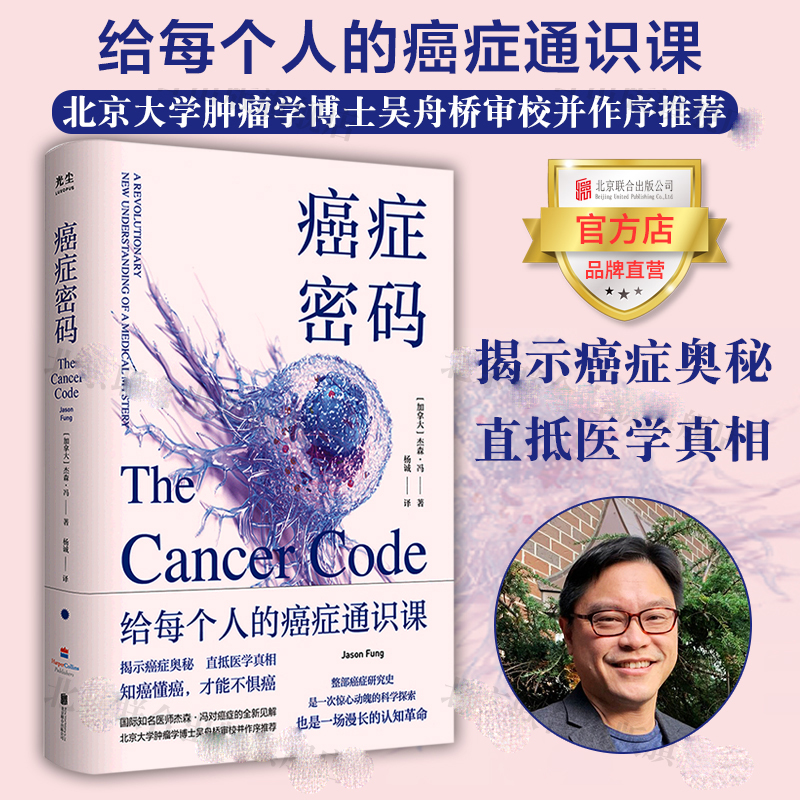 给每个人的癌症通识课
北京大学肿瘤学博士吴舟桥审校并作序推荐
光尘
LUXOPUS
癌症密码
The
Cancer
Code
Jason
Fung
[加拿大]杰森·冯——著
杨诚——译
HarperCollins
Publishers
A REVOLUTIONARY
NEW UNDERSTANDING OF A MEDICAL MYSTERY
癌症
密码
[加拿大]杰森·冯——著
杨诚——译
The
Cancer Code
给每个人的癌症通识课
Jason Fung
揭示癌症奥秘 直抵医学真相
知癌懂癌，才能不惧癌
国际知名医师杰森·冯对癌症的全新见解
北京大学肿瘤学博士吴舟桥审校并作序推荐
整部癌症研究史
是一次惊心动魄的科学探索
也是一场漫长的认知革命
北京联合出版公司
Beijing United Publishing Co.,Ltd
官方店
品牌直营
揭示癌症奥秘
直抵医学真相